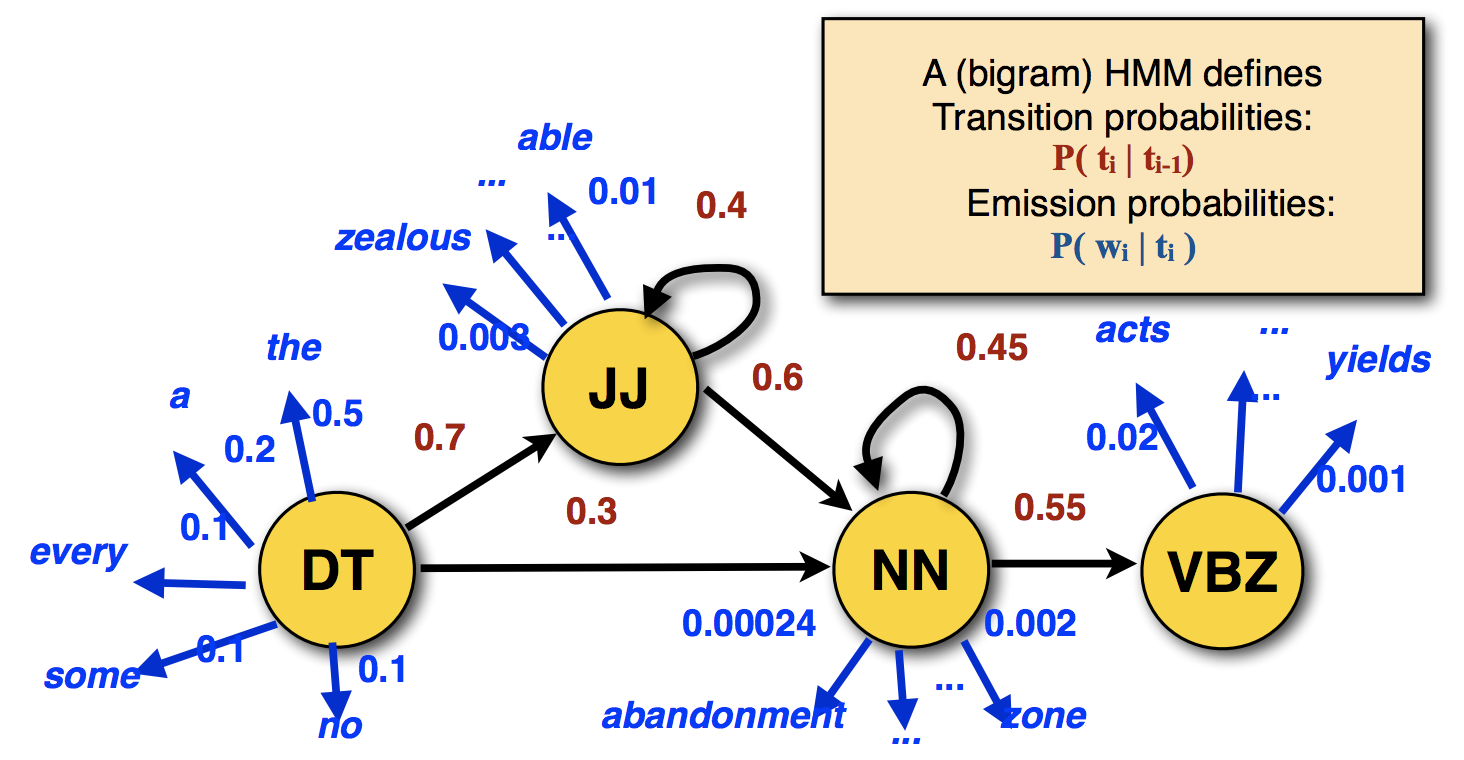 A (bigram) HMM defines
Transition probabilities:
P( ti | ti-1)
Emission probabilities:
P( wi | ti )
able
...
0.01
0.4
zealous
...
0.003
the
a
0.5
0.2
0.7
JJ
0.6
0.45
acts
...
yields
...
0.02
0.001
0.1
every
0.3
0.55
DT
NN
VBZ
0.1
some
0.1
no
0.00024
0.002
...
abandonment
zone
...